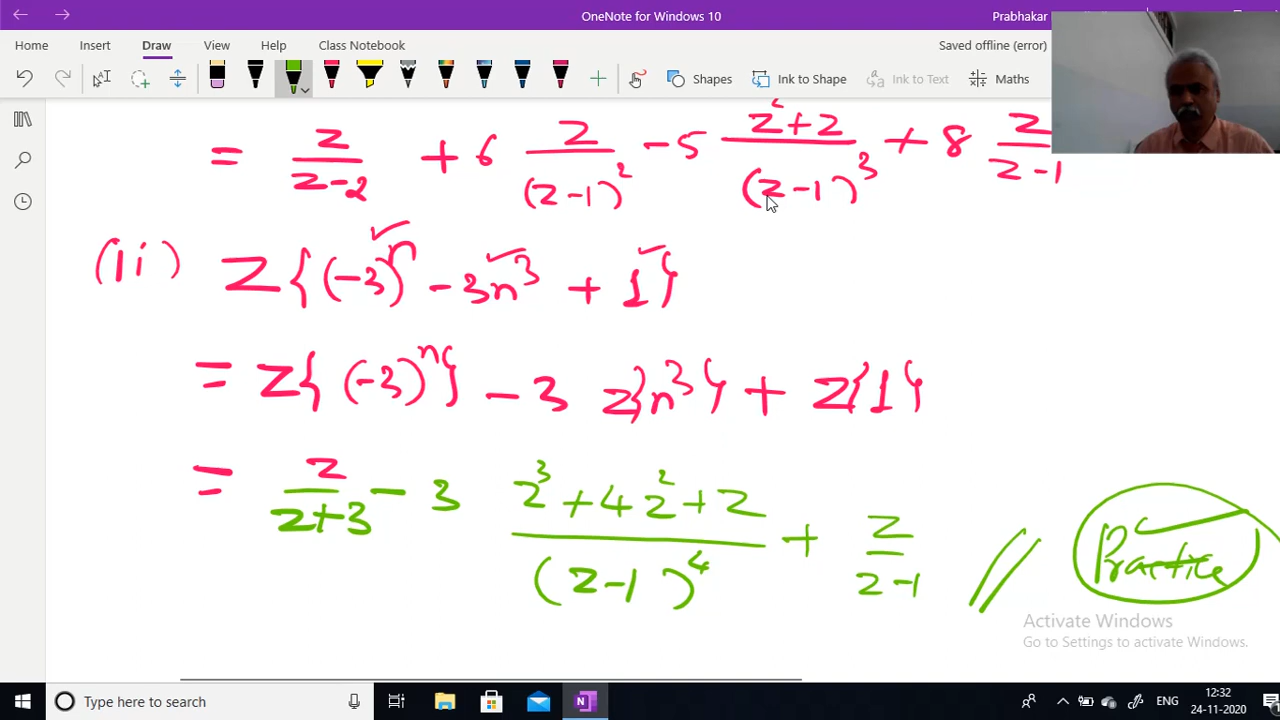 OneNote for Windows 10
Prabhakar
Home Insert Draw View Help Class Notebook
Saved offline (error)
Shapes Ink to Shape Ink to Text Maths
= z/(z-2) + 6 z/(z-1)² - 5 (z²+z)/(z-1)³ + 8 z/(z-1)
(ii) Z{(-3)ⁿ - 3n³ + 1}
= Z{(-3)ⁿ} - 3 Z{n³} + Z{1}
= z/(z+3) - 3 (z³+4z²+z)/(z-1)⁴ + z/(z-1) //
Practice
Activate Windows
Go to Settings to activate Windows.
Type here to search
ENG
12:32
24-11-2020